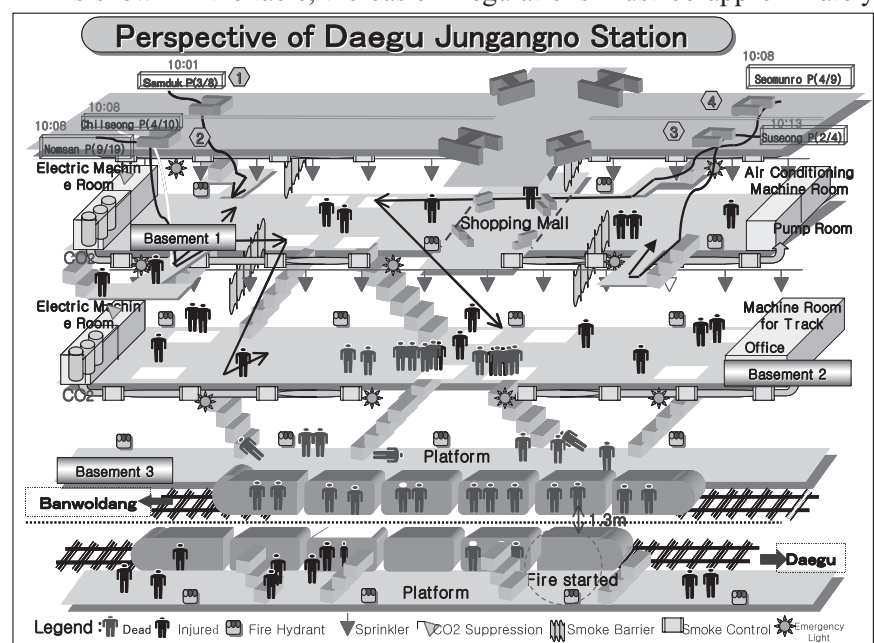 Perspective of Daegu Jungangno Station
10:01
Samduk P(3/8)
1
10:08
Seomunro P(4/9)
10:08
Chilseong P(4/10)
2
4
10:08
Nomsan P(9/19)
3
10:13
Suseong P(2/4)
Electric Machin
e Room
Air Conditioning
Machine Room
Shopping Mall
Basement 1
Pump Room
CO2
Electric Machin
e Room
Machine Room
for Track
Office
Basement 2
CO2
Platform
Basement 3
Banwoldang
1.3m
Daegu
Fire started
Platform
Legend : Dead Injured Fire Hydrant Sprinkler CO2 Suppression Smoke Barrier Smoke Control Emergency
Light